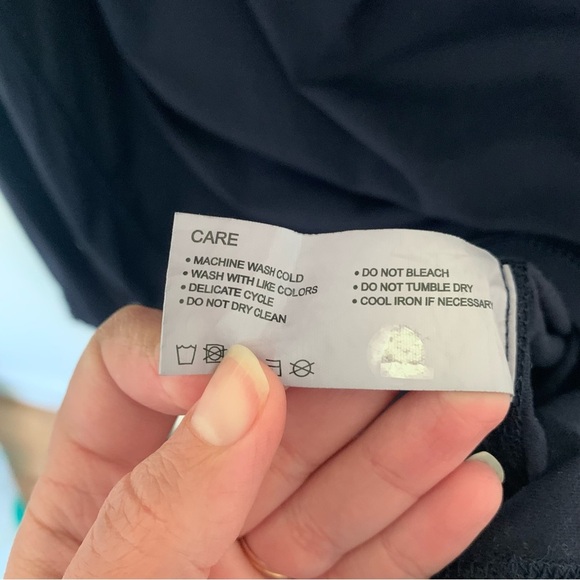 CARE
• MACHINE WASH COLD
• WASH WITH LIKE COLORS
• DELICATE CYCLE
• DO NOT DRY CLEAN
• DO NOT BLEACH
• DO NOT TUMBLE DRY
• COOL IRON IF NECESSARY